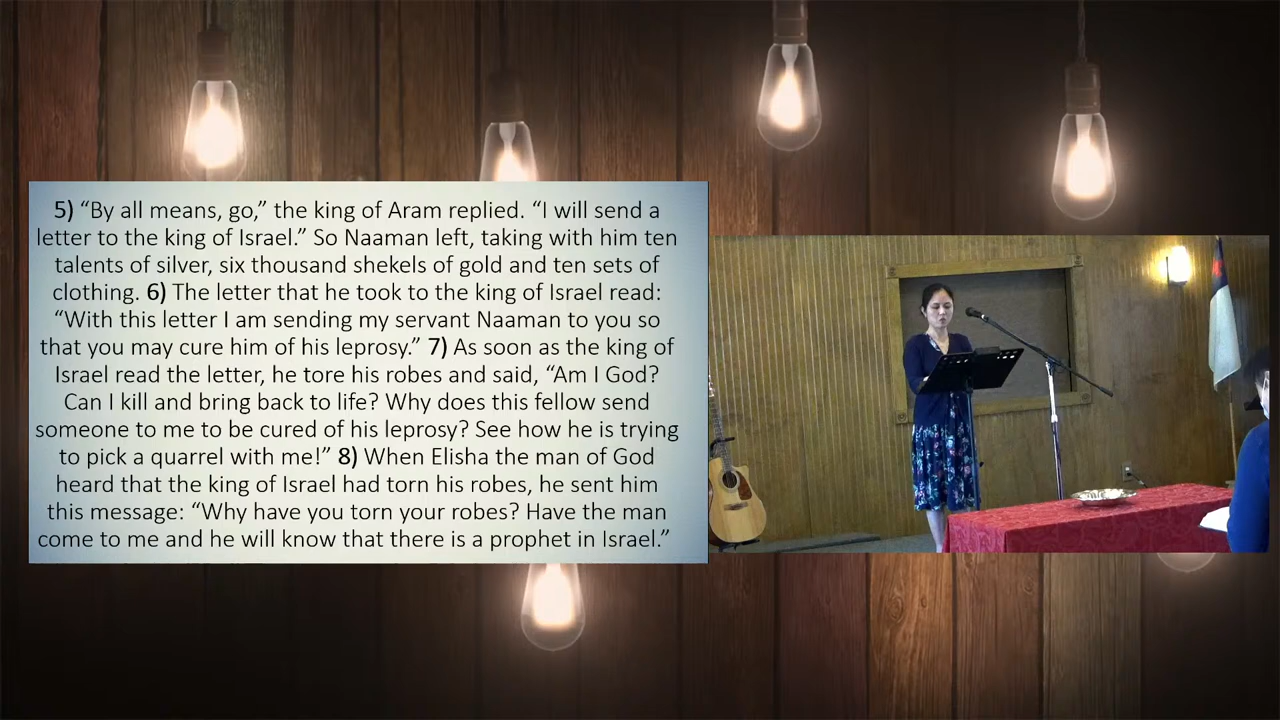 5) “By all means, go,” the king of Aram replied. “I will send a
letter to the king of Israel.” So Naaman left, taking with him ten
talents of silver, six thousand shekels of gold and ten sets of
clothing. 6) The letter that he took to the king of Israel read:
“With this letter I am sending my servant Naaman to you so
that you may cure him of his leprosy.” 7) As soon as the king of
Israel read the letter, he tore his robes and said, “Am I God?
Can I kill and bring back to life? Why does this fellow send
someone to me to be cured of his leprosy? See how he is trying
to pick a quarrel with me!” 8) When Elisha the man of God
heard that the king of Israel had torn his robes, he sent him
this message: “Why have you torn your robes? Have the man
come to me and he will know that there is a prophet in Israel.”